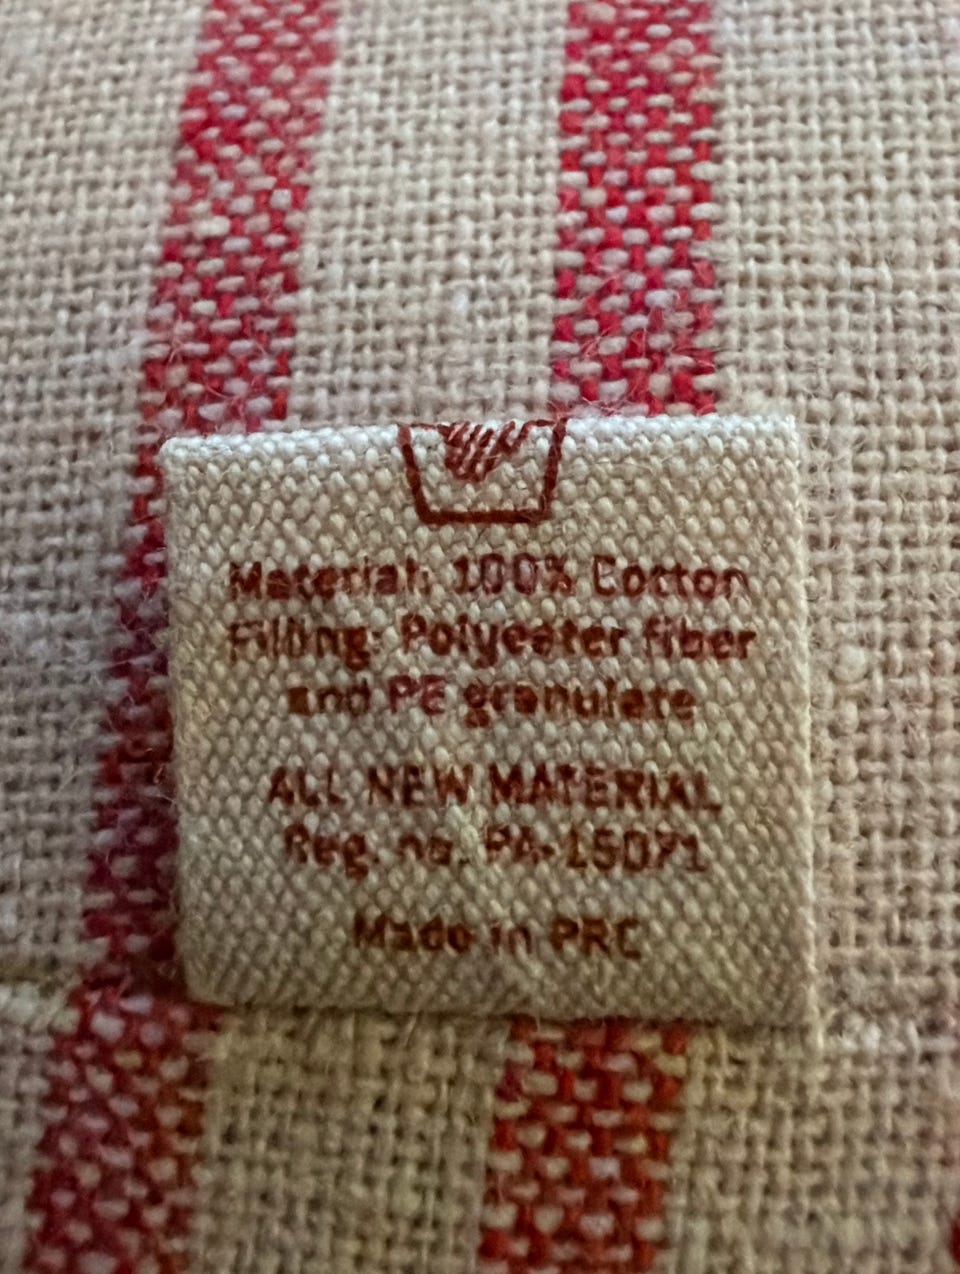 Material: 100% Cotton
Filling: Polyester fiber
and PE granulate
ALL NEW MATERIAL
Reg. no. PA-15071
Made in PRC